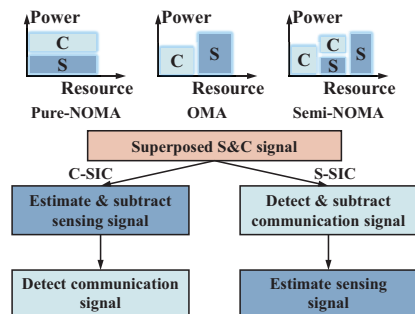 Power
Power
Power
C
S
C
S
C
C
S
S
Resource
Resource
Resource
Pure-NOMA
OMA
Semi-NOMA
Superposed S&C signal
C-SIC
S-SIC
Estimate & subtract
sensing signal
Detect & subtract
communication signal
Detect communication
signal
Estimate sensing
signal